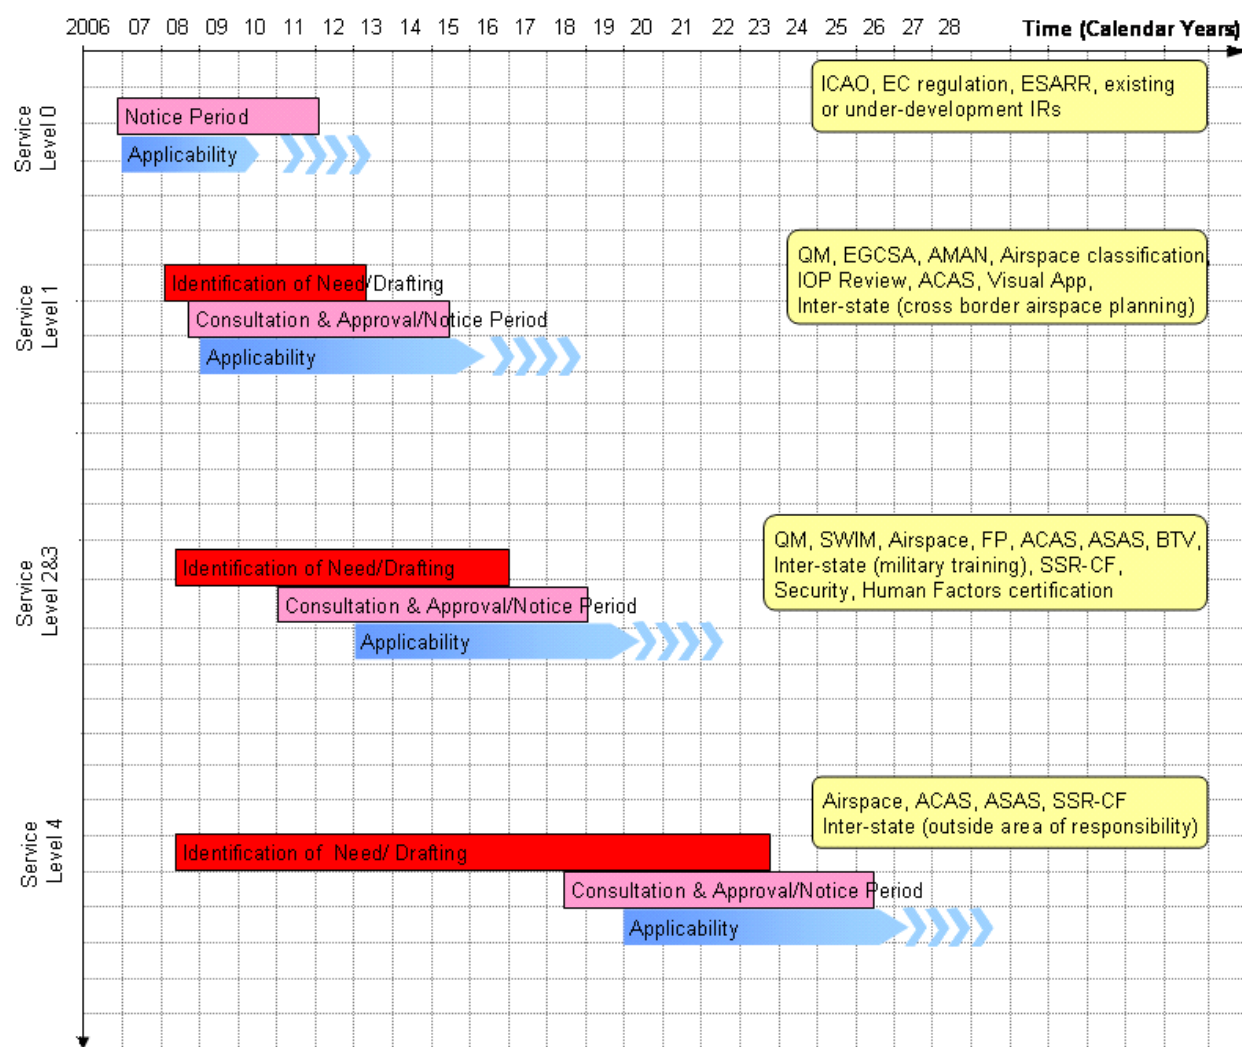 2006 07 08 09 10 11 12 13 14 15 16 17 18 19 20 21 22 23 24 25 26 27 28 Time (Calendar Years)
ICAO, EC regulation, ESARR, existing
or under-development IRs
Service
Level 0
Notice Period
Applicability
QM, EGCSA, AMAN, Airspace classification,
IOP Review, ACAS, Visual App,
Inter-state (cross border airspace planning)
Service
Level 1
Identification of Need/Drafting
Consultation & Approval/Notice Period
Applicability
QM, SWIM, Airspace, FP, ACAS, ASAS, BTV,
Inter-state (military training), SSR-CF,
Security, Human Factors certification
Service
Level 2&3
Identification of Need/Drafting
Consultation & Approval/Notice Period
Applicability
Airspace, ACAS, ASAS, SSR-CF
Inter-state (outside area of responsibility)
Service
Level 4
Identification of Need/ Drafting
Consultation & Approval/Notice Period
Applicability